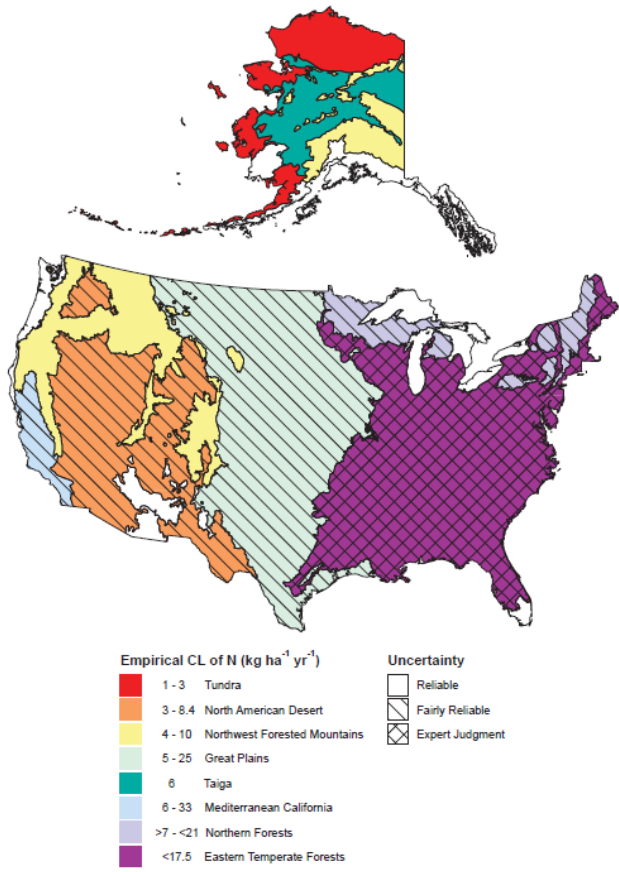 Empirical CL of N (kg ha⁻¹ yr⁻¹)
1 - 3 Tundra
3 - 8.4 North American Desert
4 - 10 Northwest Forested Mountains
5 - 25 Great Plains
6 Taiga
6 - 33 Mediterranean California
>7 - <21 Northern Forests
<17.5 Eastern Temperate Forests
Uncertainty
Reliable
Fairly Reliable
Expert Judgment